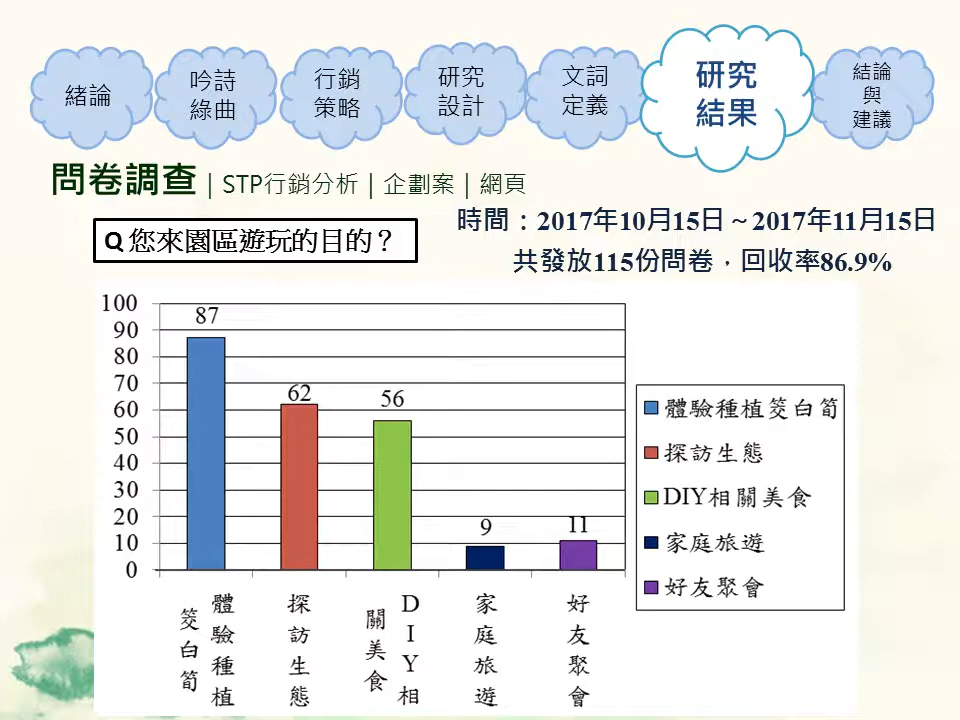 緒論
吟詩
綠曲
行銷
策略
研究
設計
文詞
定義
研究
結果
結論
與
建議
問卷調查｜STP行銷分析｜企劃案｜網頁
時間：2017年10月15日～2017年11月15日
共發放115份問卷，回收率86.9%
Q 您來園區遊玩的目的？
100
90
80
70
60
50
40
30
20
10
0
87
62
56
9
11
體驗種植
筊白筍
探訪生態
DIY相
關美食
家庭旅遊
好友聚會
體驗種植筊白筍
探訪生態
DIY相關美食
家庭旅遊
好友聚會